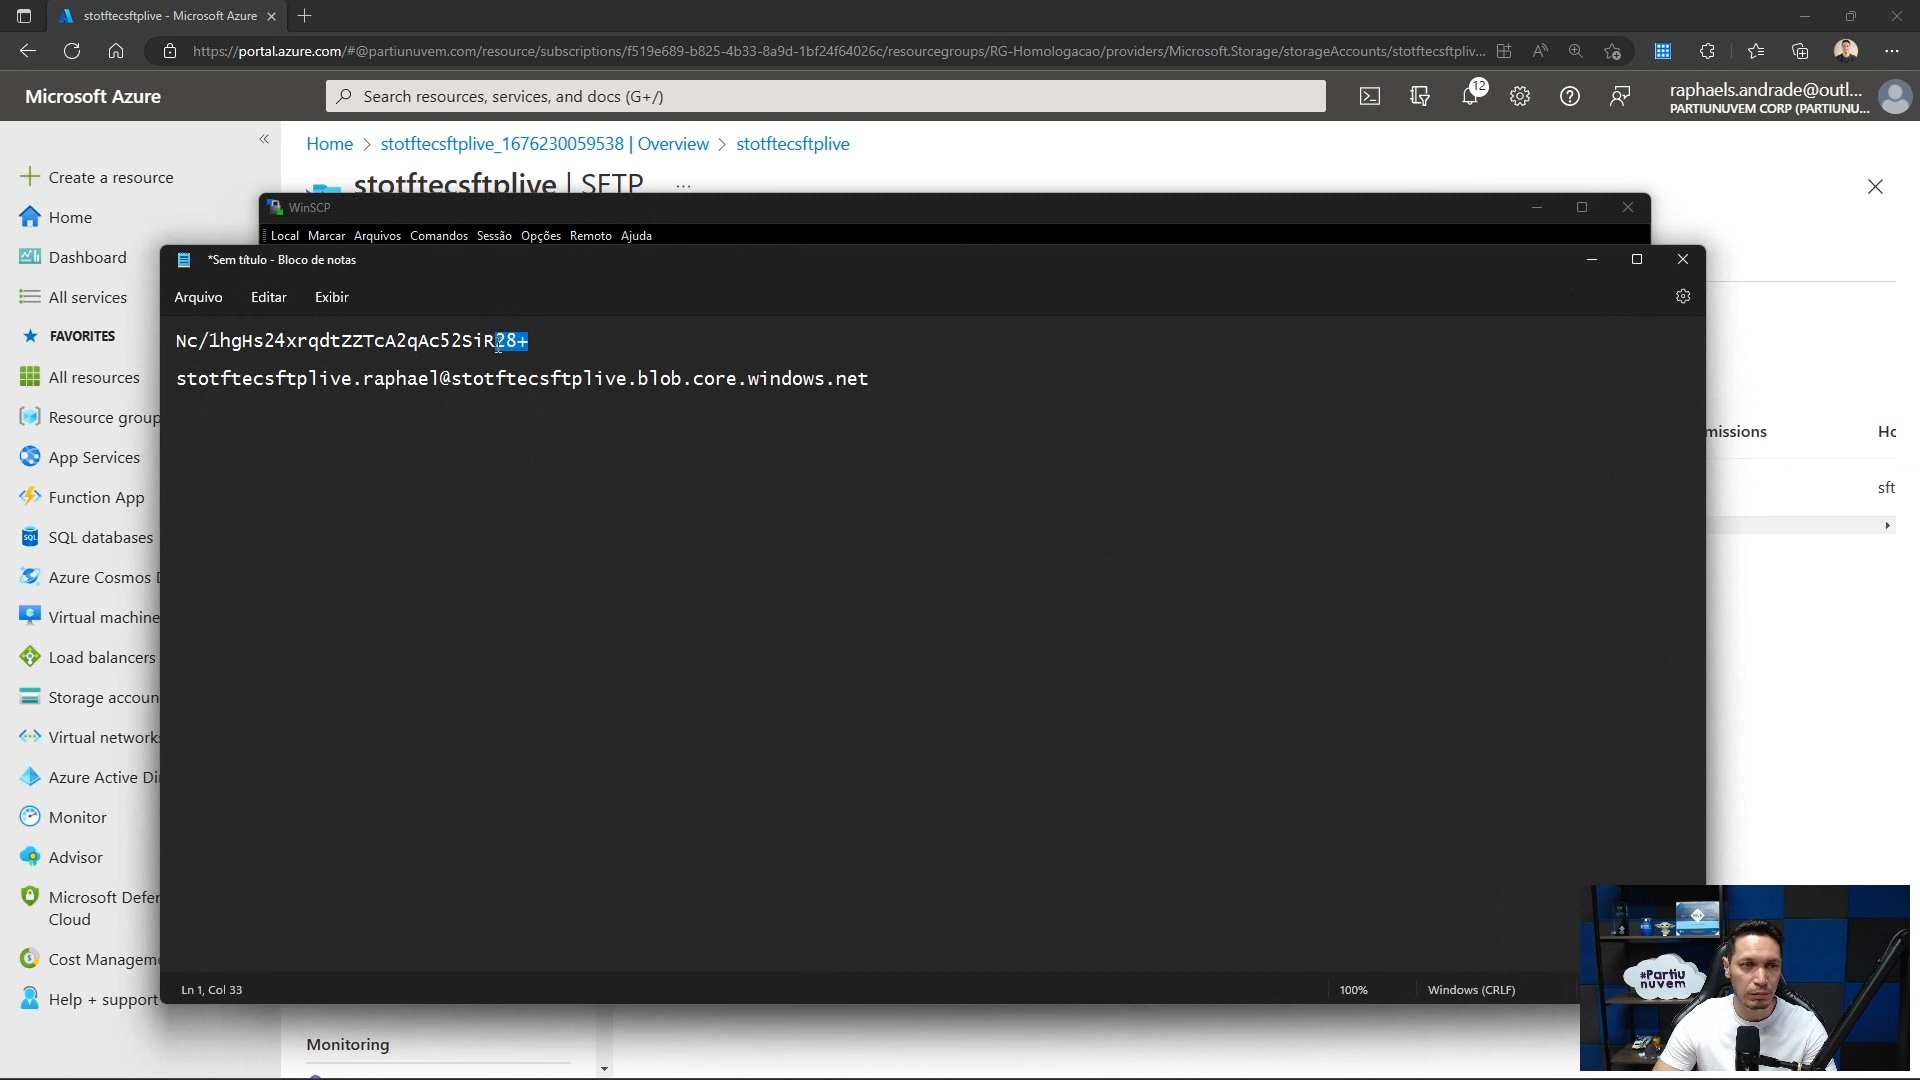 stotftecsftplive - Microsoft Azure
https://portal.azure.com/#@partiunuvem.com/resource/subscriptions/f519e689-b825-4b33-8a9d-1bf24f64026c/resourcegroups/RG-Homologacao/providers/Microsoft.Storage/storageAccounts/stotftecsftpliv...
Microsoft Azure
Search resources, services, and docs (G+/)
12
raphaels.andrade@outl...
PARTIUNUVEM CORP (PARTIUNU...
Home > stotftecsftplive_1676230059538 | Overview > stotftecsftplive
stotftecsftplive | SFTP ...
Create a resource
Home
Dashboard
All services
FAVORITES
All resources
Resource group
App Services
Function App
SQL databases
Azure Cosmos D
Virtual machine
Load balancers
Storage accoun
Virtual networks
Azure Active Di
Monitor
Advisor
Microsoft Defen
Cloud
Cost Managem
Help + support
WinSCP
Local Marcar Arquivos Comandos Sessão Opções Remoto Ajuda
*Sem título - Bloco de notas
Arquivo Editar Exibir
Nc/1hgHs24xrqdtZZTcA2qAc52SiR28+
stotftecsftplive.raphael@stotftecsftplive.blob.core.windows.net
Ln 1, Col 33
100%
Windows (CRLF)
missions
Ho
sft
Monitoring
#Partiu
nuvem